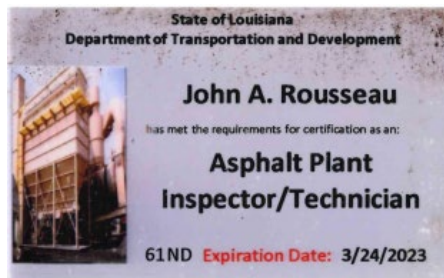 State of Louisiana
Department of Transportation and Development
John A. Rousseau
has met the requirements for certification as an:
Asphalt Plant
Inspector/Technician
61ND Expiration Date: 3/24/2023